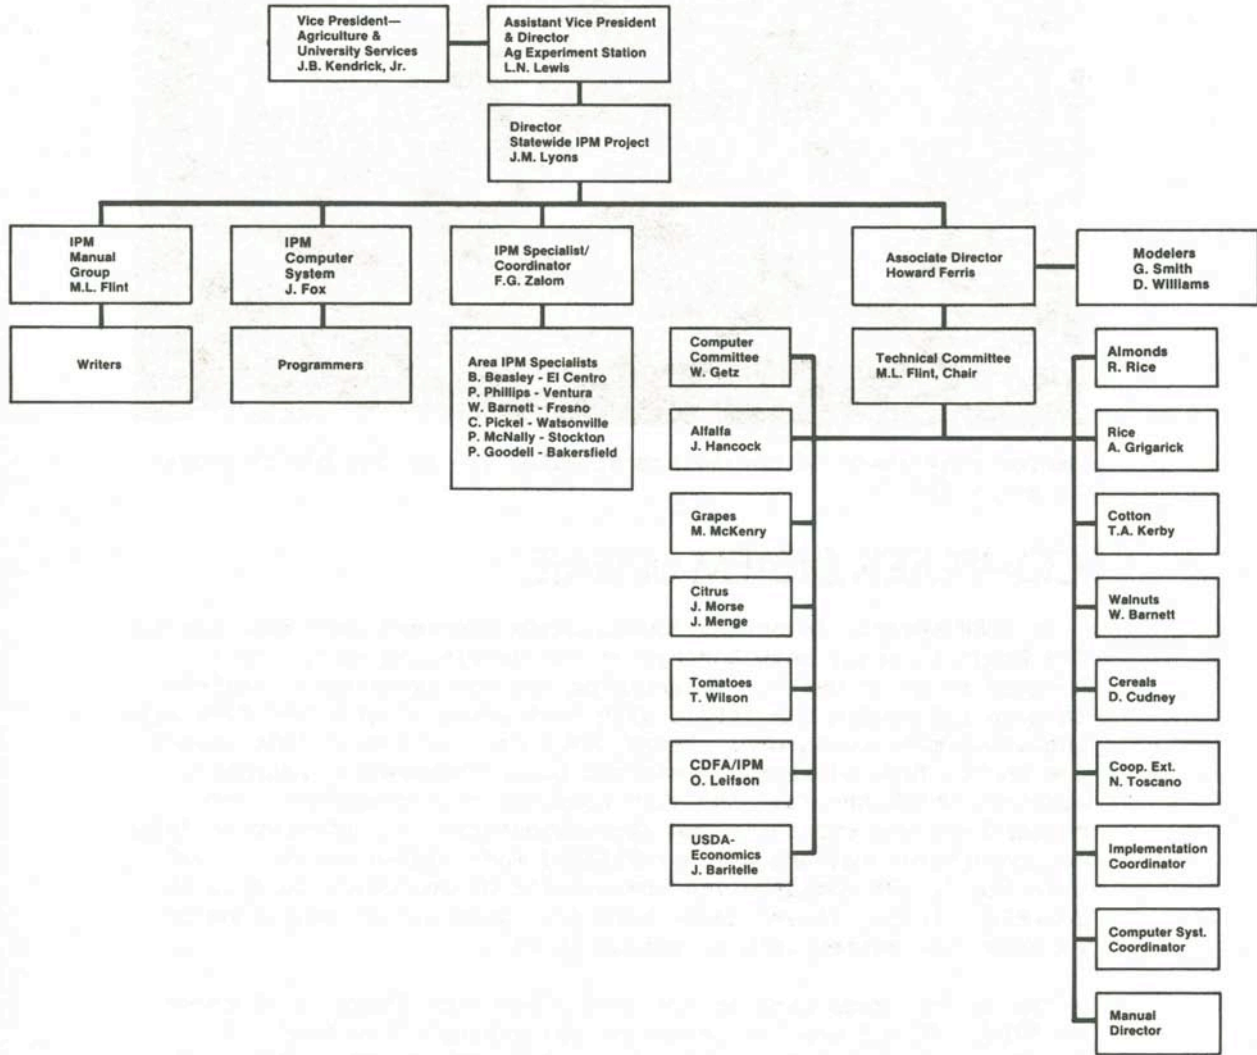 Vice President—
Agriculture &
University Services
J.B. Kendrick, Jr.
Assistant Vice President
& Director
Ag Experiment Station
L.N. Lewis
Director
Statewide IPM Project
J.M. Lyons
IPM
Manual
Group
M.L. Flint
IPM
Computer
System
J. Fox
IPM Specialist/
Coordinator
F.G. Zalom
Associate Director
Howard Ferris
Modelers
G. Smith
D. Williams
Writers
Programmers
Area IPM Specialists
B. Beasley - El Centro
P. Phillips - Ventura
W. Barnett - Fresno
C. Pickel - Watsonville
P. McNally - Stockton
P. Goodell - Bakersfield
Technical Committee
M.L. Flint, Chair
Computer
Committee
W. Getz
Alfalfa
J. Hancock
Grapes
M. McKenry
Citrus
J. Morse
J. Menge
Tomatoes
T. Wilson
CDFA/IPM
O. Leifson
USDA-
Economics
J. Baritelle
Almonds
R. Rice
Rice
A. Grigarick
Cotton
T.A. Kerby
Walnuts
W. Barnett
Cereals
D. Cudney
Coop. Ext.
N. Toscano
Implementation
Coordinator
Computer Syst.
Coordinator
Manual
Director